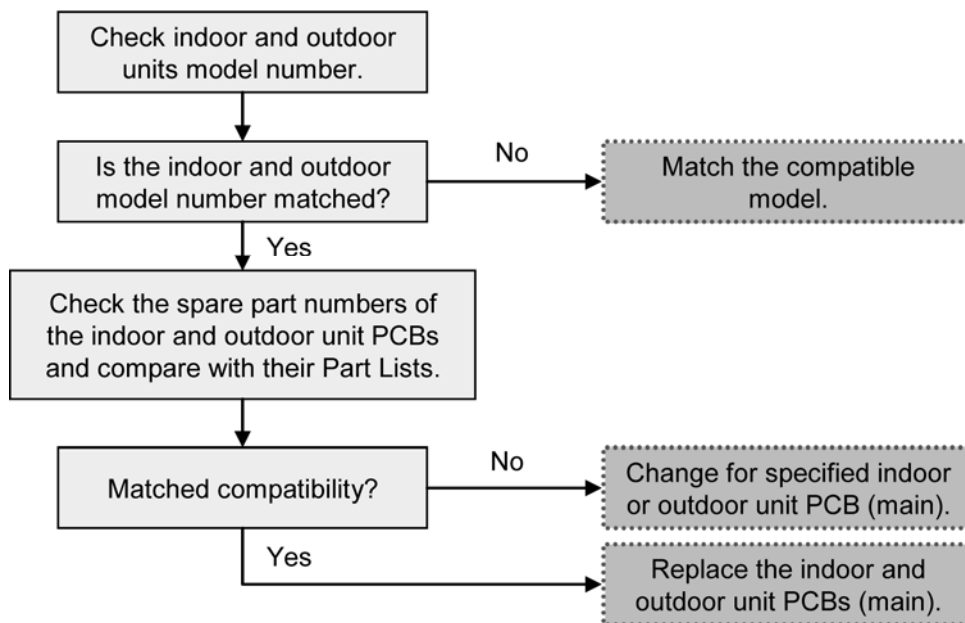 Check indoor and outdoor
units model number.
Is the indoor and outdoor
model number matched?
No
Match the compatible
model.
Yes
Check the spare part numbers of
the indoor and outdoor unit PCBs
and compare with their Part Lists.
Matched compatibility?
No
Change for specified indoor
or outdoor unit PCB (main).
Yes
Replace the indoor and
outdoor unit PCBs (main).